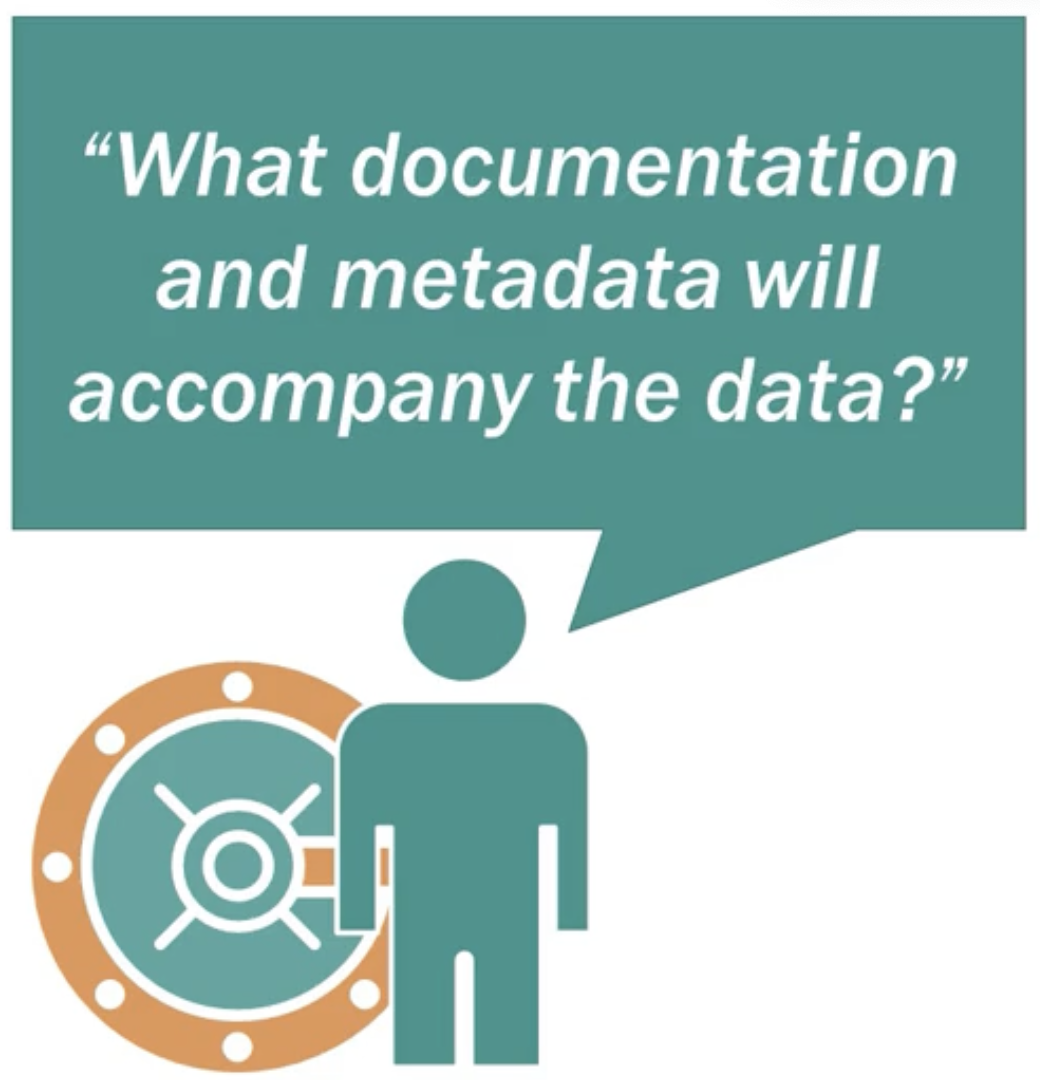 “What documentation
and metadata will
accompany the data?”